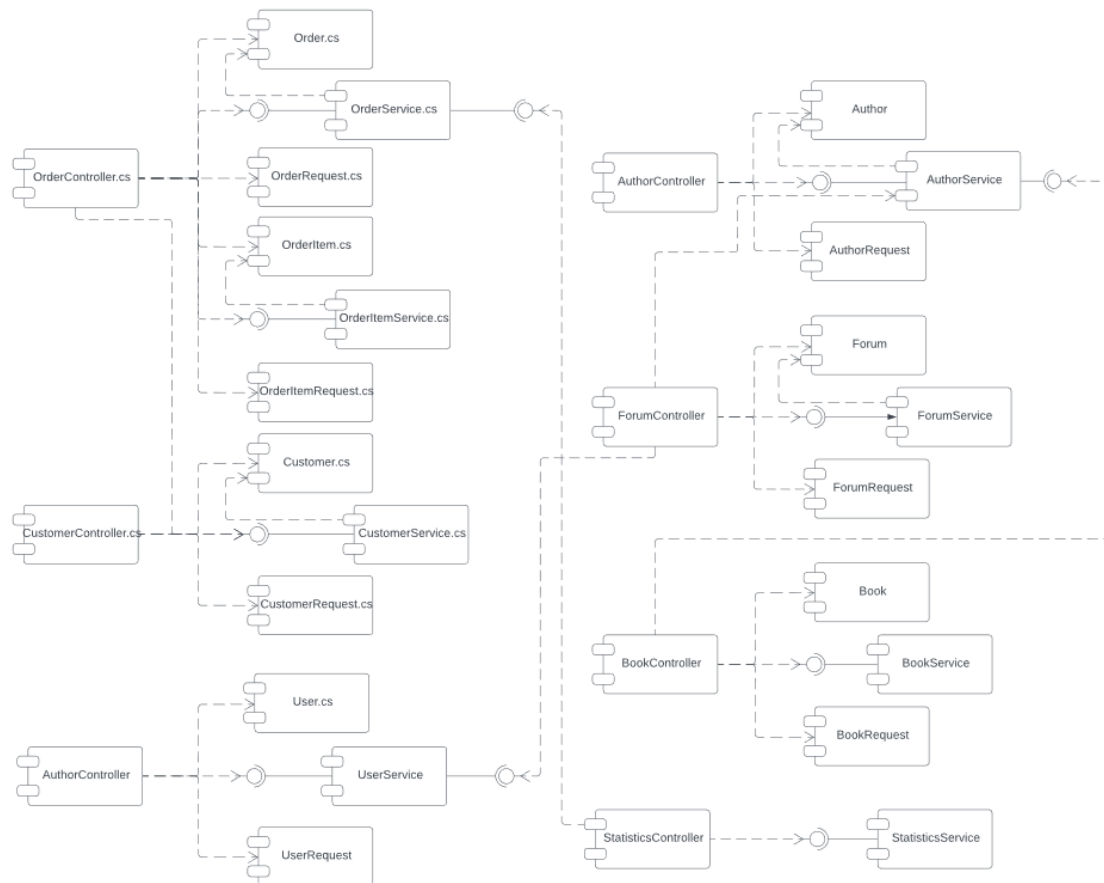 Order.cs
OrderService.cs
OrderController.cs
OrderRequest.cs
OrderItem.cs
OrderItemService.cs
OrderItemRequest.cs
Customer.cs
CustomerController.cs
CustomerService.cs
CustomerRequest.cs
User.cs
AuthorController
UserService
UserRequest
Author
AuthorController
AuthorService
AuthorRequest
Forum
ForumController
ForumService
ForumRequest
Book
BookController
BookService
BookRequest
StatisticsController
StatisticsService